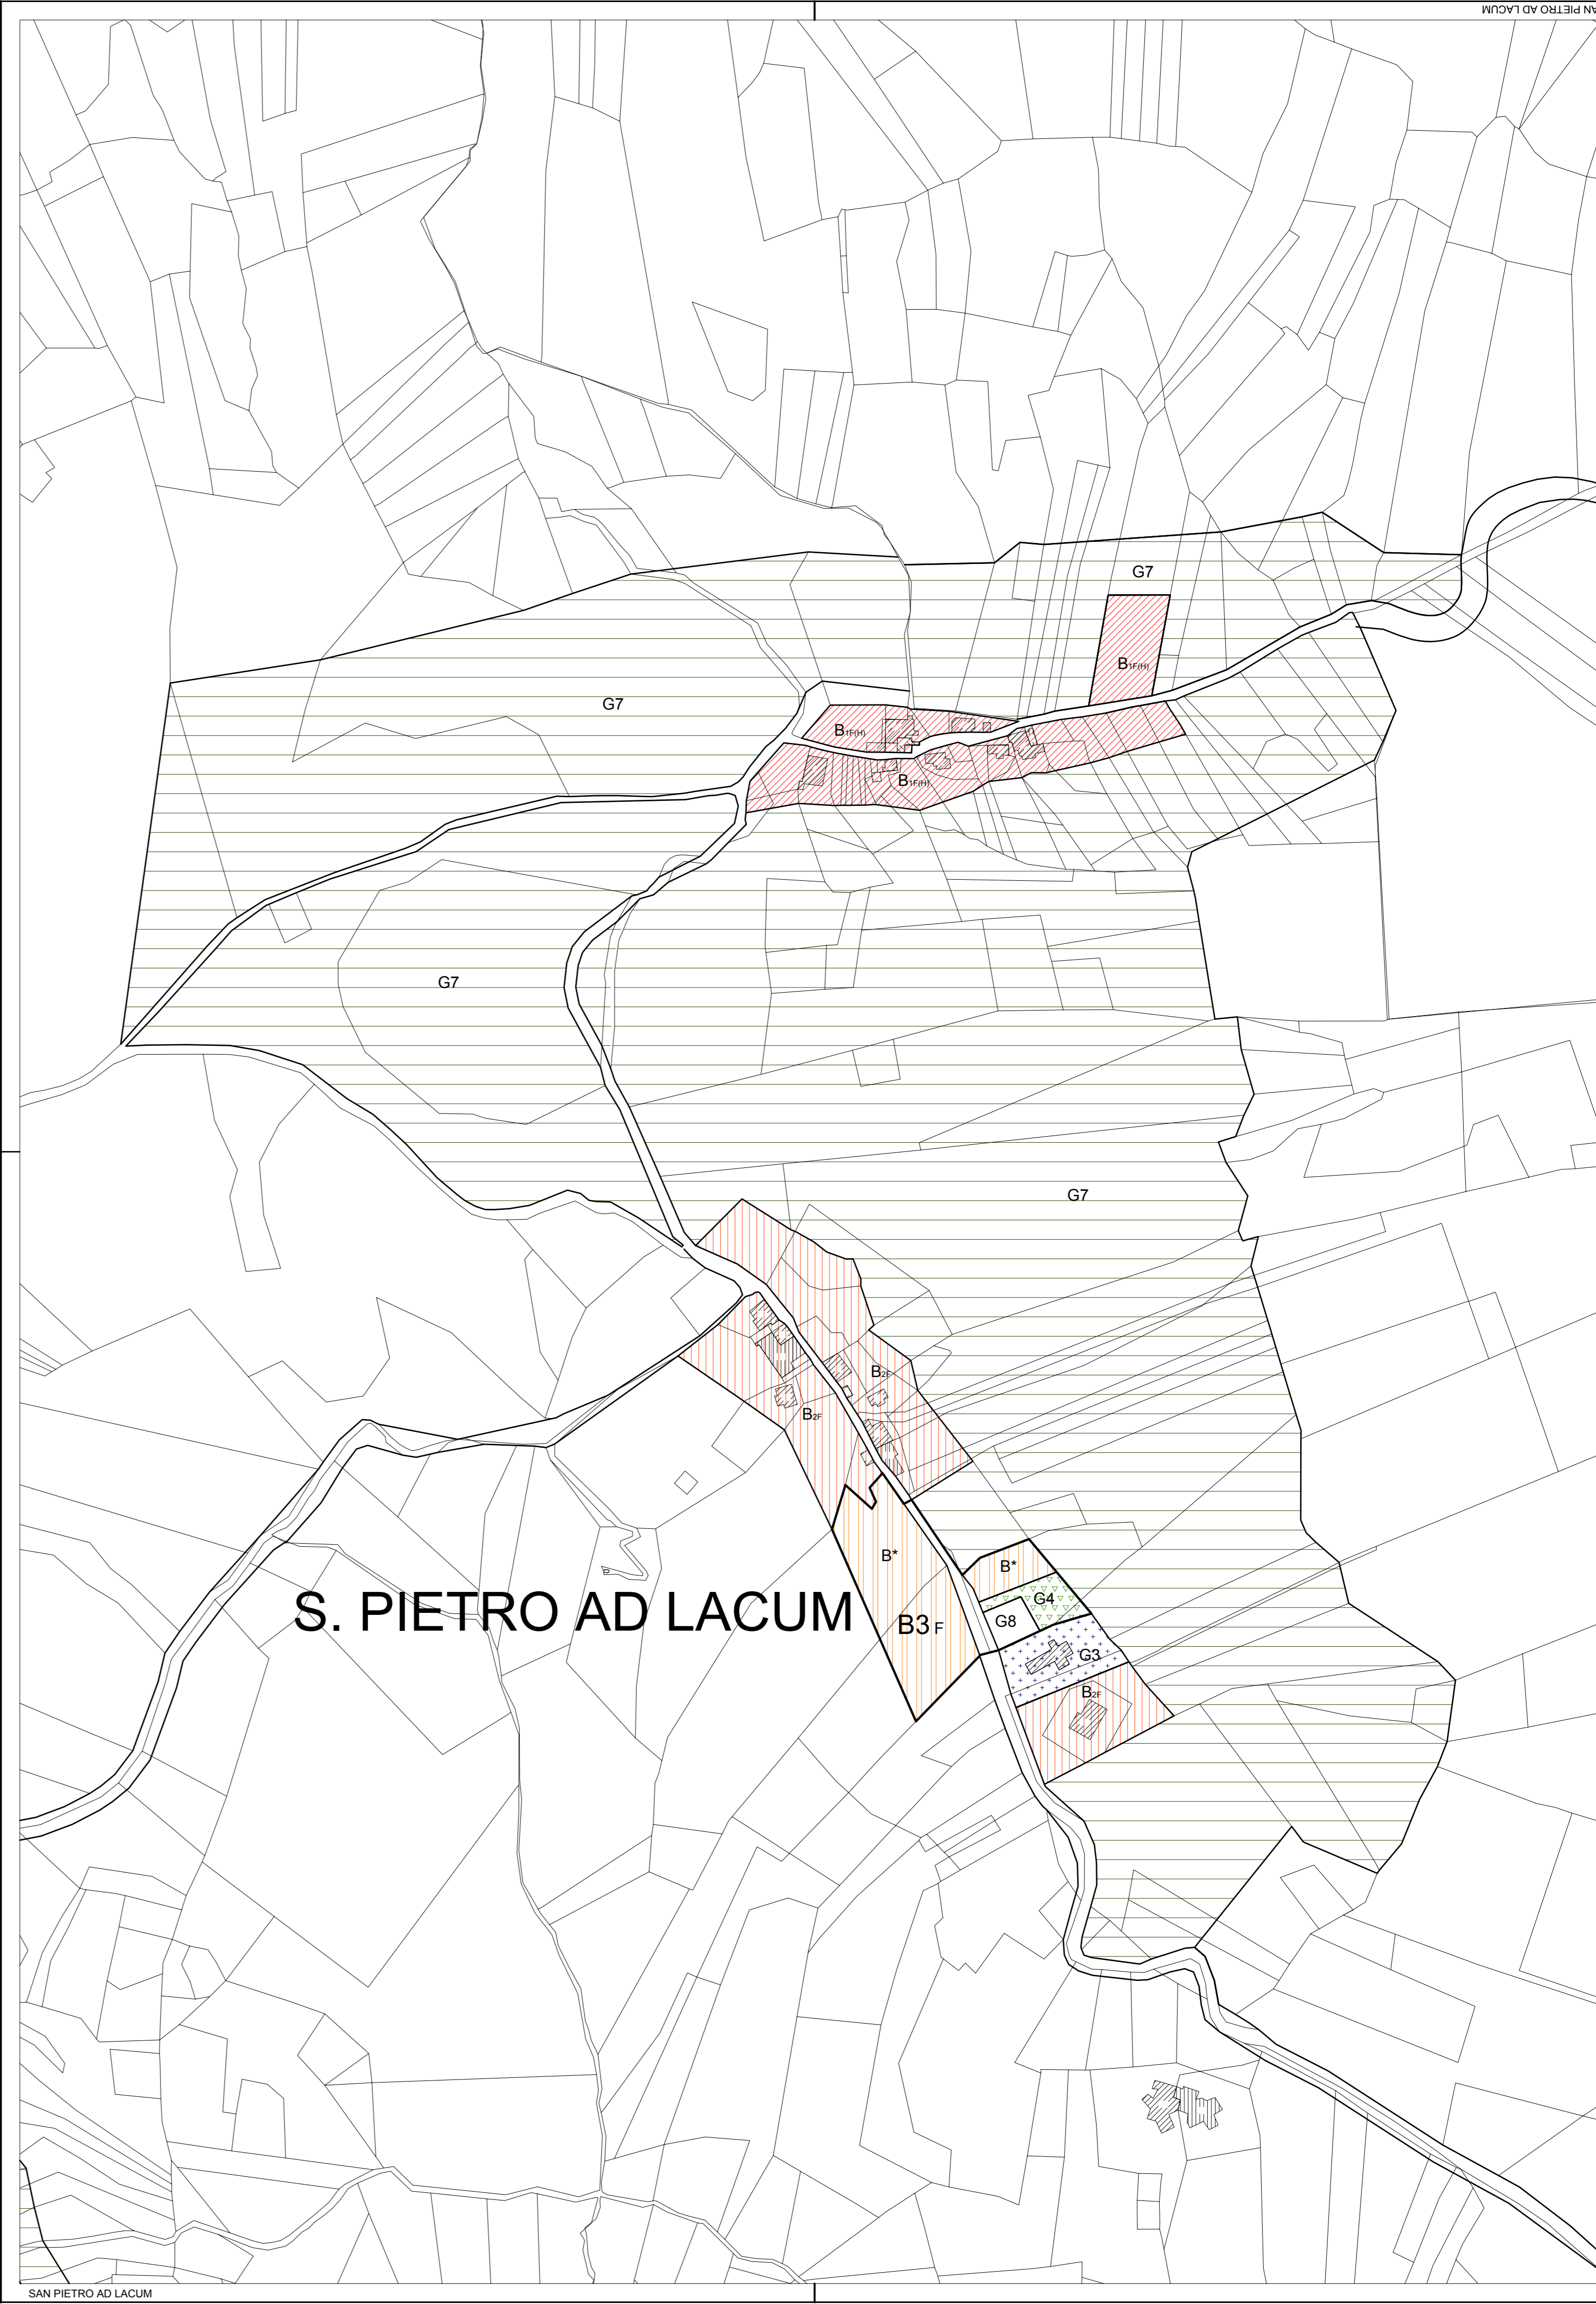 SAN PIETRO AD LACUM
G7
B1F(H)
G7
B1F(H)
B1F(H)
G7
G7
B2F
B2F
B*
B*
G4
S. PIETRO AD LACUM
B3 F
G8
G3
B2F
SAN PIETRO AD LACUM